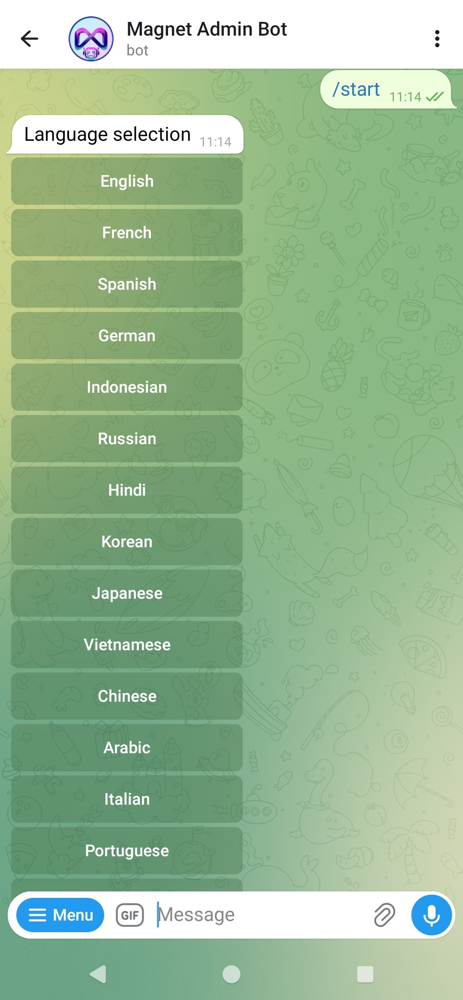 Magnet Admin Bot
bot
/start 11:14
Language selection 11:14
English
French
Spanish
German
Indonesian
Russian
Hindi
Korean
Japanese
Vietnamese
Chinese
Arabic
Italian
Portuguese
Menu GIF Message